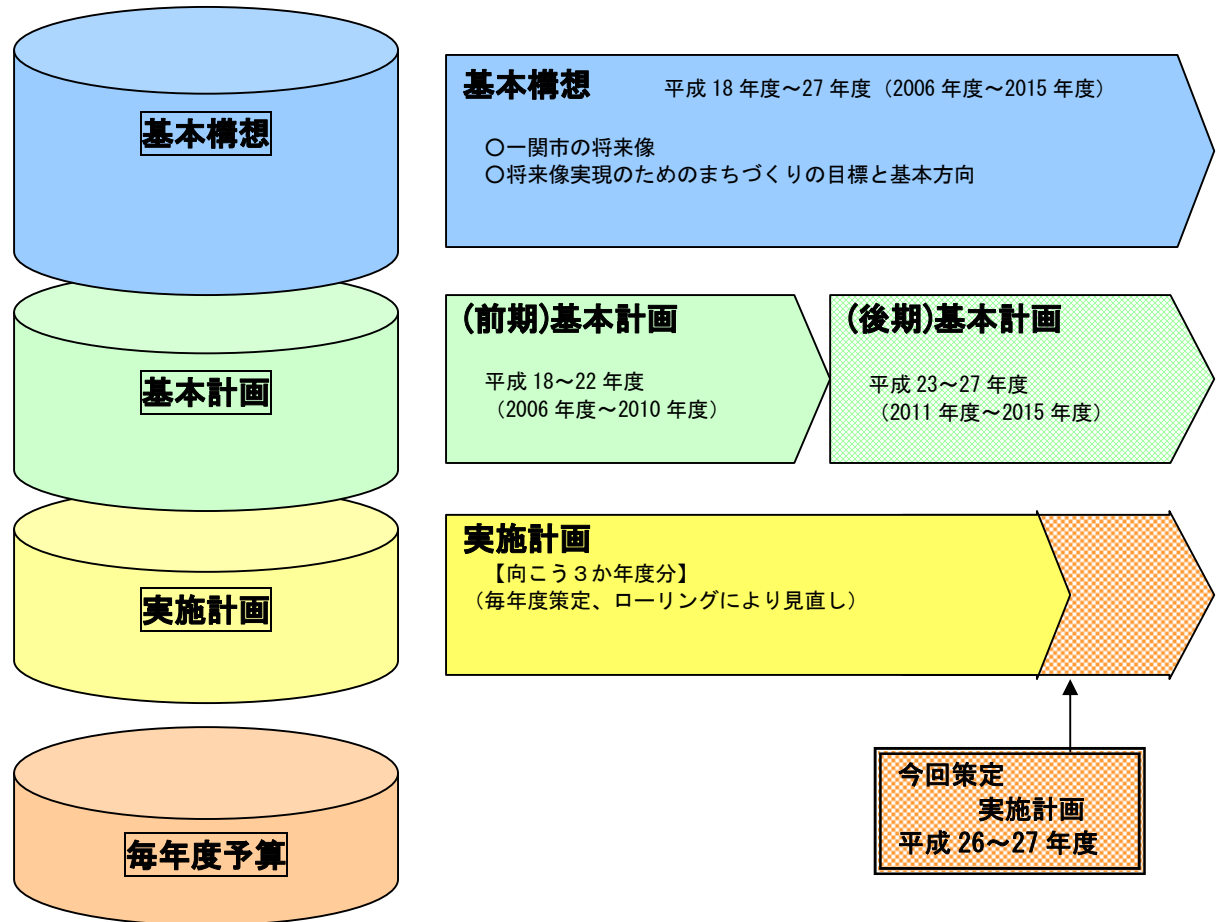 基本構想
基本構想 平成 18 年度～27 年度（2006 年度～2015 年度）
○一関市の将来像
○将来像実現のためのまちづくりの目標と基本方向
基本計画
(前期)基本計画
平成 18～22 年度
（2006 年度～2010 年度）
(後期)基本計画
平成 23～27 年度
（2011 年度～2015 年度）
実施計画
実施計画
【向こう３か年度分】
（毎年度策定、ローリングにより見直し）
毎年度予算
今回策定
実施計画
平成 26～27 年度